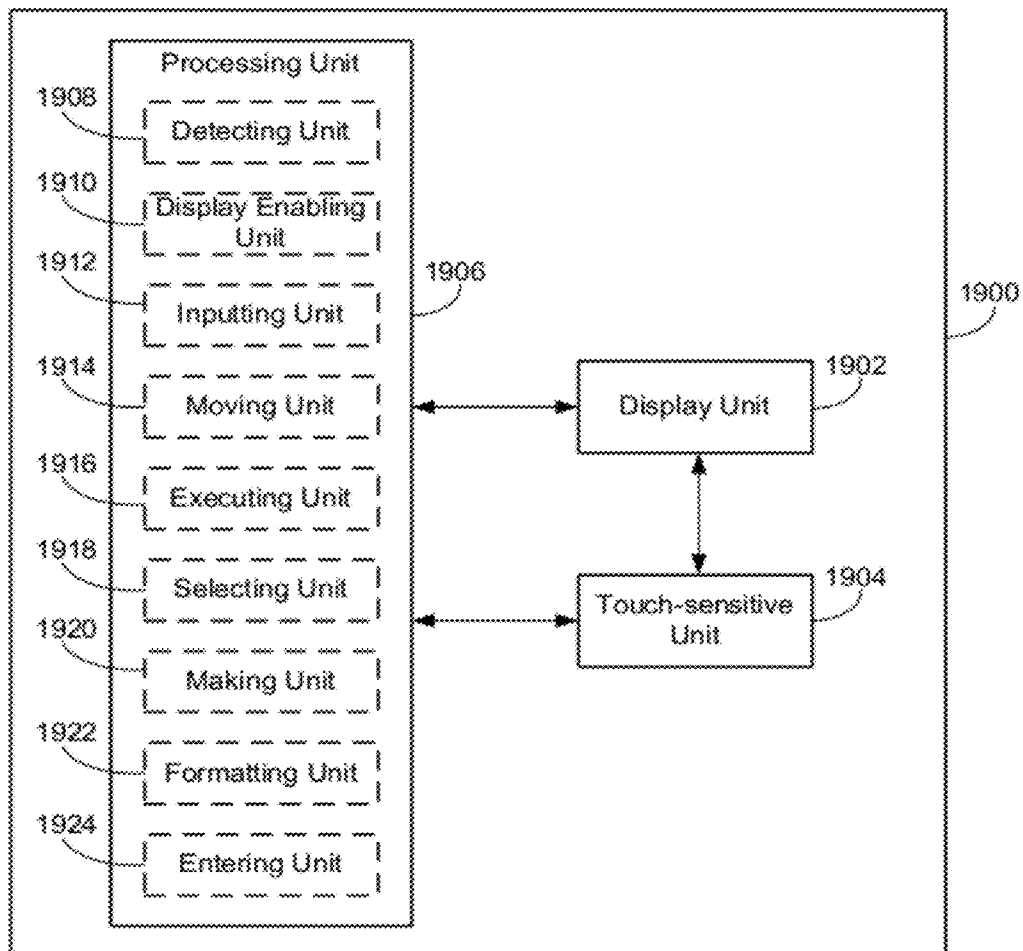 Processing Unit
1908
Detecting Unit
1910
Display Enabling
Unit
1912
Inputting Unit
1906
1900
1914
Moving Unit
1902
Display Unit
1916
Executing Unit
1918
Selecting Unit
1904
Touch-sensitive
Unit
1920
Making Unit
1922
Formatting Unit
1924
Entering Unit